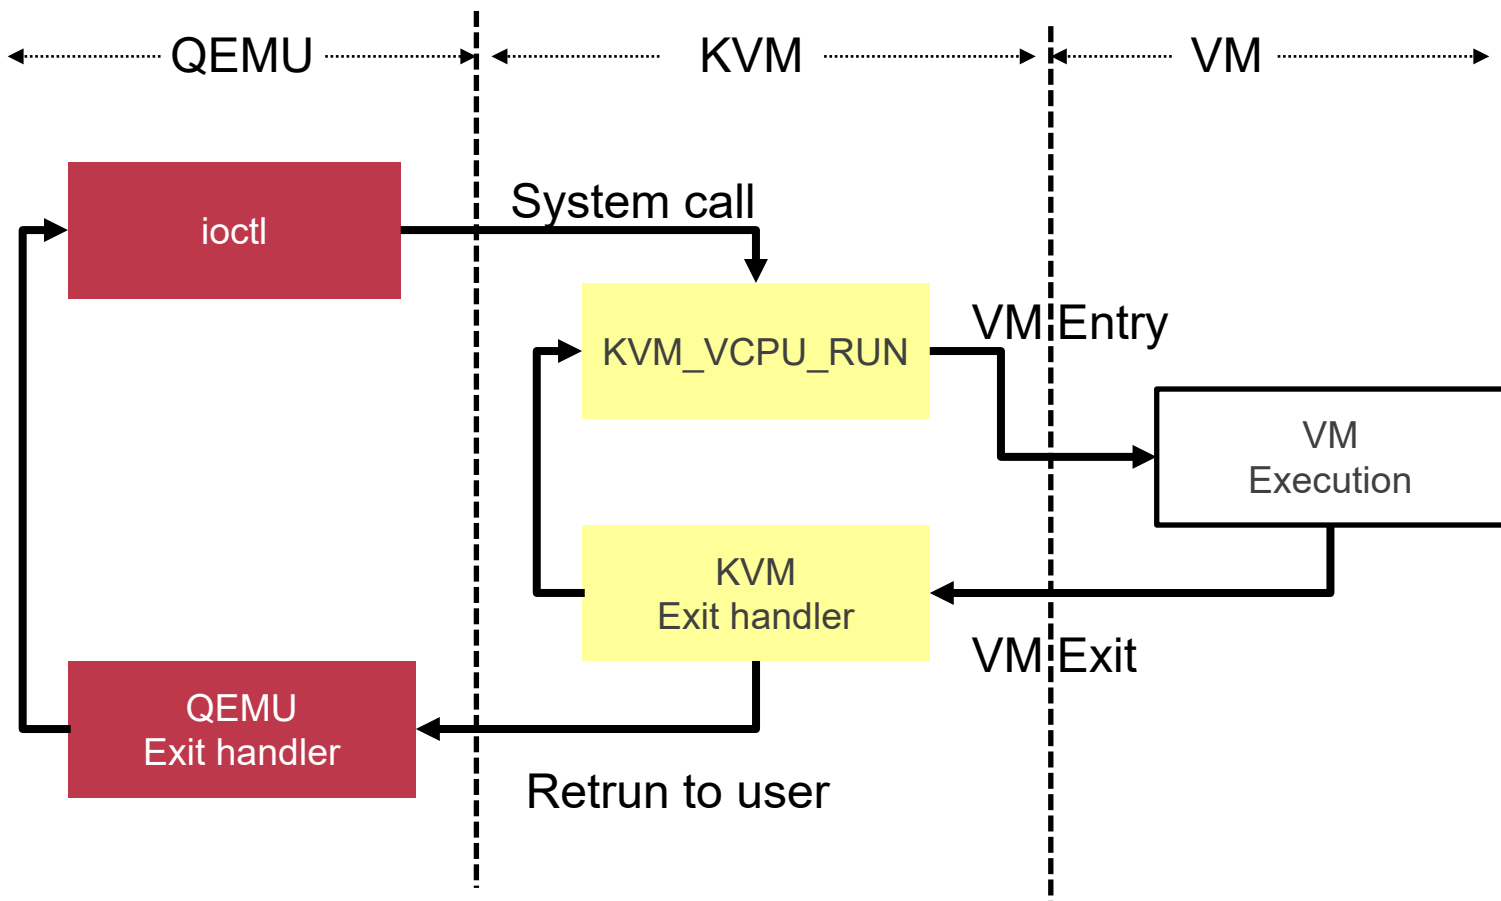 QEMU
KVM
VM
ioctl
System call
KVM_VCPU_RUN
VM Entry
VM
Execution
KVM
Exit handler
VM Exit
QEMU
Exit handler
Retrun to user